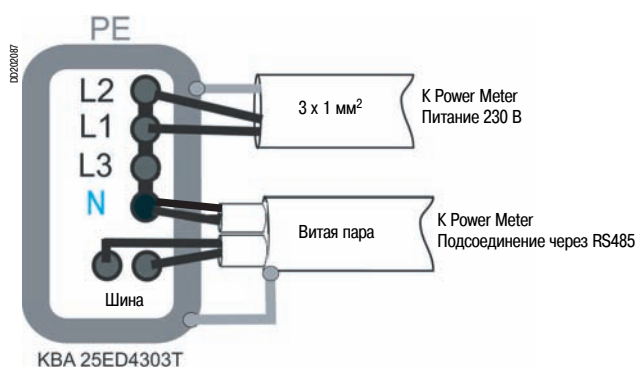 PE
DD202087
L2
L1
L3
N
Шина
3 x 1 мм²
K Power Meter
Питание 230 В
Витая пара
K Power Meter
Подсоединение через RS485
KBA 25ED4303T